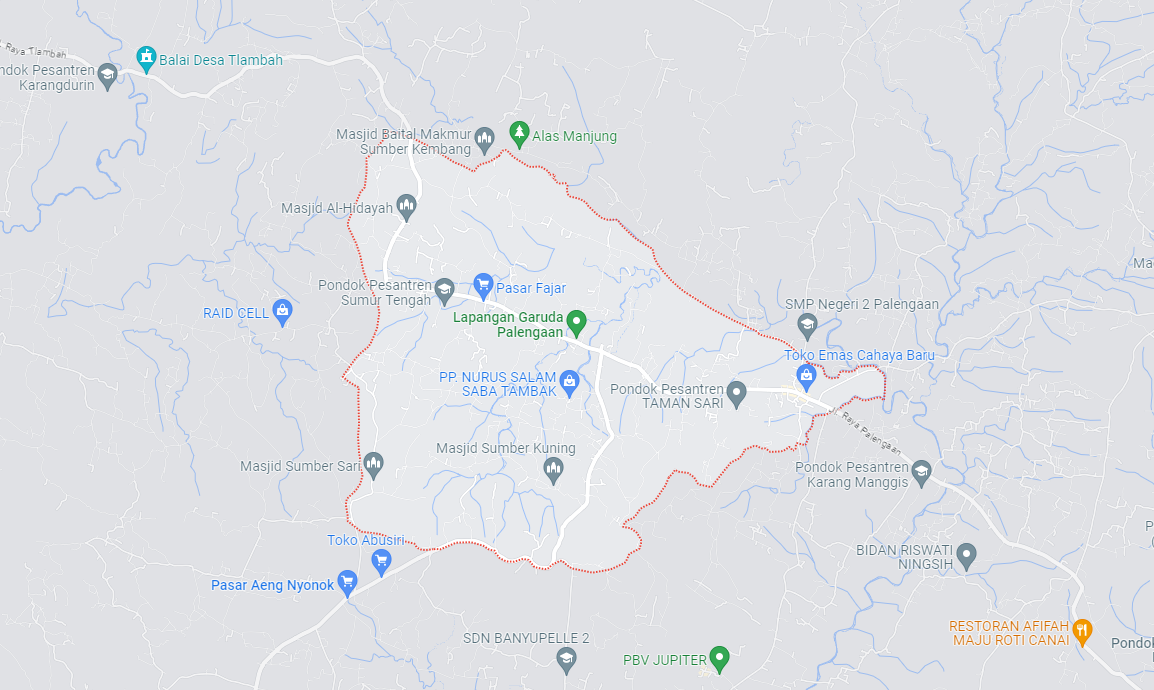 Raya Tlambah
Balai Desa Tlambah
ndok Pesantren
Karangdurin
Masjid Baital Makmur
Sumber Kembang
Alas Manjung
Masjid Al-Hidayah
Ma
Pondok Pesantren
Sumur Tengah
Pasar Fajar
RAID CELL
Lapangan Garuda
Palengaan
SMP Negeri 2 Palengaan
Toko Emas Cahaya Baru
PP. NURUS SALAM
SABA TAMBAK
Pondok Pesantren
TAMAN SARI
Jl. Raya Palengaan
Masjid Sumber Kuning
Masjid Sumber Sari
Pondok Pesantren
Karang Manggis
Toko Abusiri
BIDAN RISWATI
NINGSIH
Pasar Aeng Nyonok
RESTORAN AFIFAH
MAJU ROTI CANAI
SDN BANYUPELLE 2
PBV JUPITER
Pondok